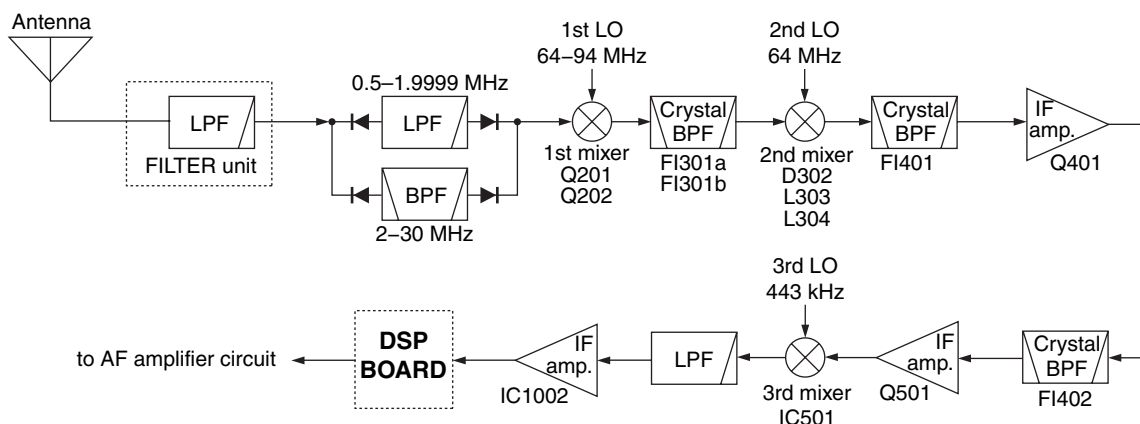 Antenna
LPF
FILTER unit
0.5–1.9999 MHz
LPF
BPF
2–30 MHz
1st LO
64–94 MHz
1st mixer
Q201
Q202
Crystal
BPF
FI301a
FI301b
2nd LO
64 MHz
2nd mixer
D302
L303
L304
Crystal
BPF
FI401
IF
amp.
Q401
to AF amplifier circuit
DSP
BOARD
IF
amp.
IC1002
LPF
3rd LO
443 kHz
3rd mixer
IC501
IF
amp.
Q501
Crystal
BPF
FI402